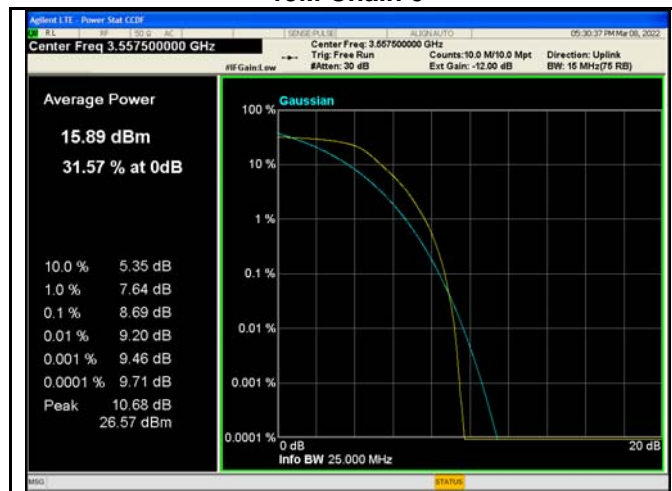 Agilent LTE - Power Stat CCDF
RL RF 50 Ω AC SENSE:PULSE ALIGNAUTO 05:30:37 PM Mar 08, 2022
Center Freq 3.557500000 GHz
Center Freq: 3.557500000 GHz
Trig: Free Run Counts:10.0 M/10.0 Mpt Direction: Uplink
#IFGain:Low #Atten: 30 dB Ext Gain: -12.00 dB BW: 15 MHz(75 RB)
Average Power
15.89 dBm
31.57 % at 0dB
10.0 % 5.35 dB
1.0 % 7.64 dB
0.1 % 8.69 dB
0.01 % 9.20 dB
0.001 % 9.46 dB
0.0001 % 9.71 dB
Peak 10.68 dB
26.57 dBm
Gaussian
100 %
10 %
1 %
0.1 %
0.01 %
0.001 %
0.0001 %
0 dB 20 dB
Info BW 25.000 MHz
MSG STATUS